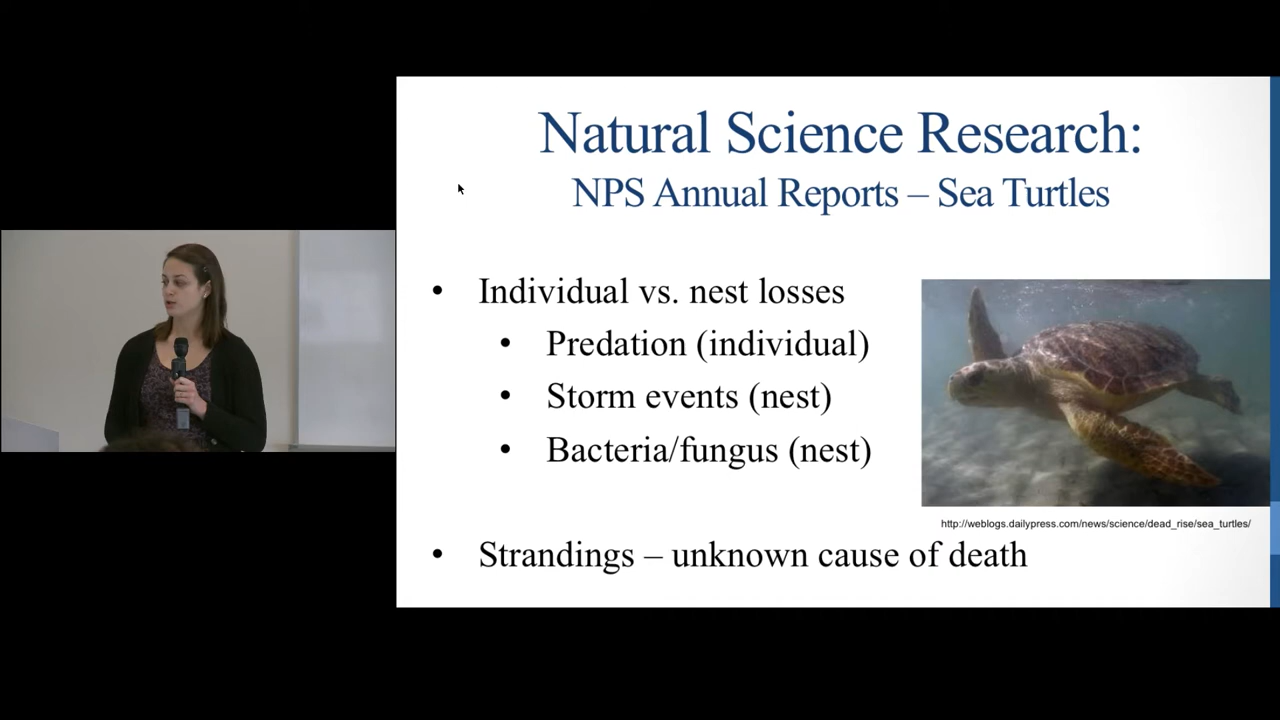 Natural Science Research:
NPS Annual Reports – Sea Turtles
• Individual vs. nest losses
• Predation (individual)
• Storm events (nest)
• Bacteria/fungus (nest)
http://weblogs.dailypress.com/news/science/dead_rise/sea_turtles/
• Strandings – unknown cause of death